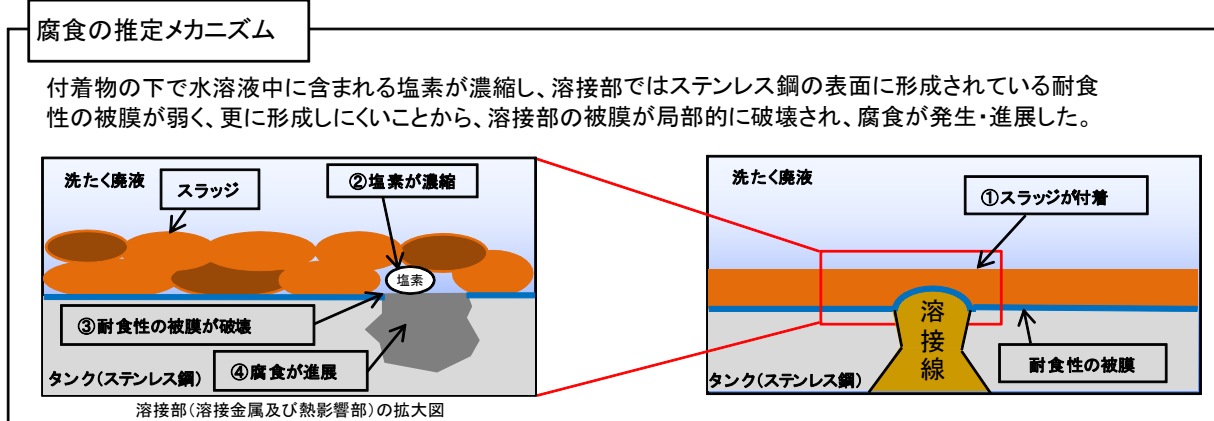 腐食の推定メカニズム
付着物の下で水溶液中に含まれる塩素が濃縮し、溶接部ではステンレス鋼の表面に形成されている耐食
性の被膜が弱く、更に形成しにくいことから、溶接部の被膜が局部的に破壊され、腐食が発生・進展した。
洗たく廃液
スラッジ
②塩素が濃縮
塩素
③耐食性の被膜が破壊
④腐食が進展
タンク(ステンレス鋼)
溶接部(溶接金属及び熱影響部)の拡大図
洗たく廃液
①スラッジが付着
溶接線
耐食性の被膜
タンク(ステンレス鋼)